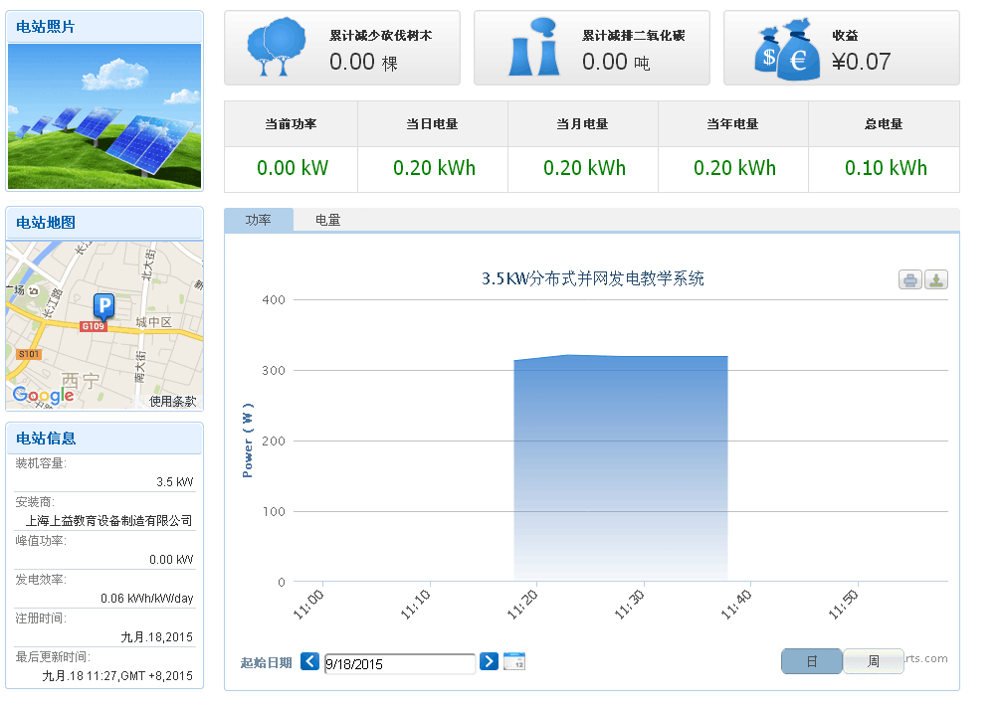 电站照片
累计减少砍伐树木
0.00 棵
累计减排二氧化碳
0.00 吨
$
€
收益
¥0.07
当前功率
当日电量
当月电量
当年电量
总电量
0.00 kW
0.20 kWh
0.20 kWh
0.20 kWh
0.10 kWh
电站地图
长江路
北大街
广场
P
G109
城中区
S101
南大街
西宁
Google
使用条款
电站信息
装机容量:
3.5 kW
安装商:
上海上益教育设备制造有限公司
峰值功率:
0.00 kW
发电效率:
0.06 kWh/kW/day
注册时间:
九月.18,2015
最后更新时间:
九月.18 11:27,GMT +8,2015
功率
电量
3.5KW分布式并网发电教学系统
Power ( W )
400
300
200
100
0
11:00
11:10
11:20
11:30
11:40
11:50
起始日期
9/18/2015
12
日
周
rts.com